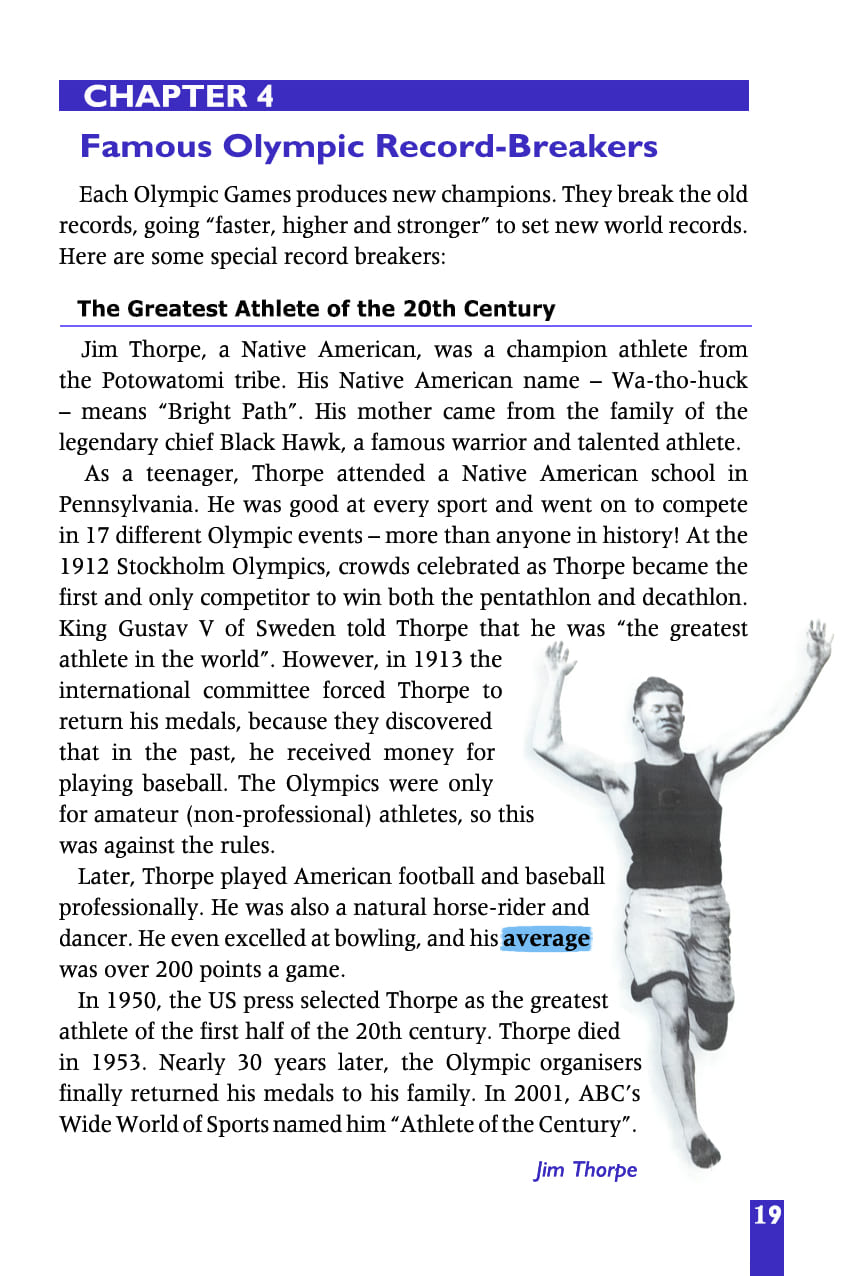 CHAPTER 4
Famous Olympic Record-Breakers
Each Olympic Games produces new champions. They break the old
records, going “faster, higher and stronger” to set new world records.
Here are some special record breakers:
The Greatest Athlete of the 20th Century
Jim Thorpe, a Native American, was a champion athlete from
the Potowatomi tribe. His Native American name – Wa-tho-huck
– means “Bright Path”. His mother came from the family of the
legendary chief Black Hawk, a famous warrior and talented athlete.
As a teenager, Thorpe attended a Native American school in
Pennsylvania. He was good at every sport and went on to compete
in 17 different Olympic events – more than anyone in history! At the
1912 Stockholm Olympics, crowds celebrated as Thorpe became the
first and only competitor to win both the pentathlon and decathlon.
King Gustav V of Sweden told Thorpe that he was “the greatest
athlete in the world”. However, in 1913 the
international committee forced Thorpe to
return his medals, because they discovered
that in the past, he received money for
playing baseball. The Olympics were only
for amateur (non-professional) athletes, so this
was against the rules.
Later, Thorpe played American football and baseball
professionally. He was also a natural horse-rider and
dancer. He even excelled at bowling, and his average
was over 200 points a game.
In 1950, the US press selected Thorpe as the greatest
athlete of the first half of the 20th century. Thorpe died
in 1953. Nearly 30 years later, the Olympic organisers
finally returned his medals to his family. In 2001, ABC’s
Wide World of Sports named him “Athlete of the Century”.
Jim Thorpe
19